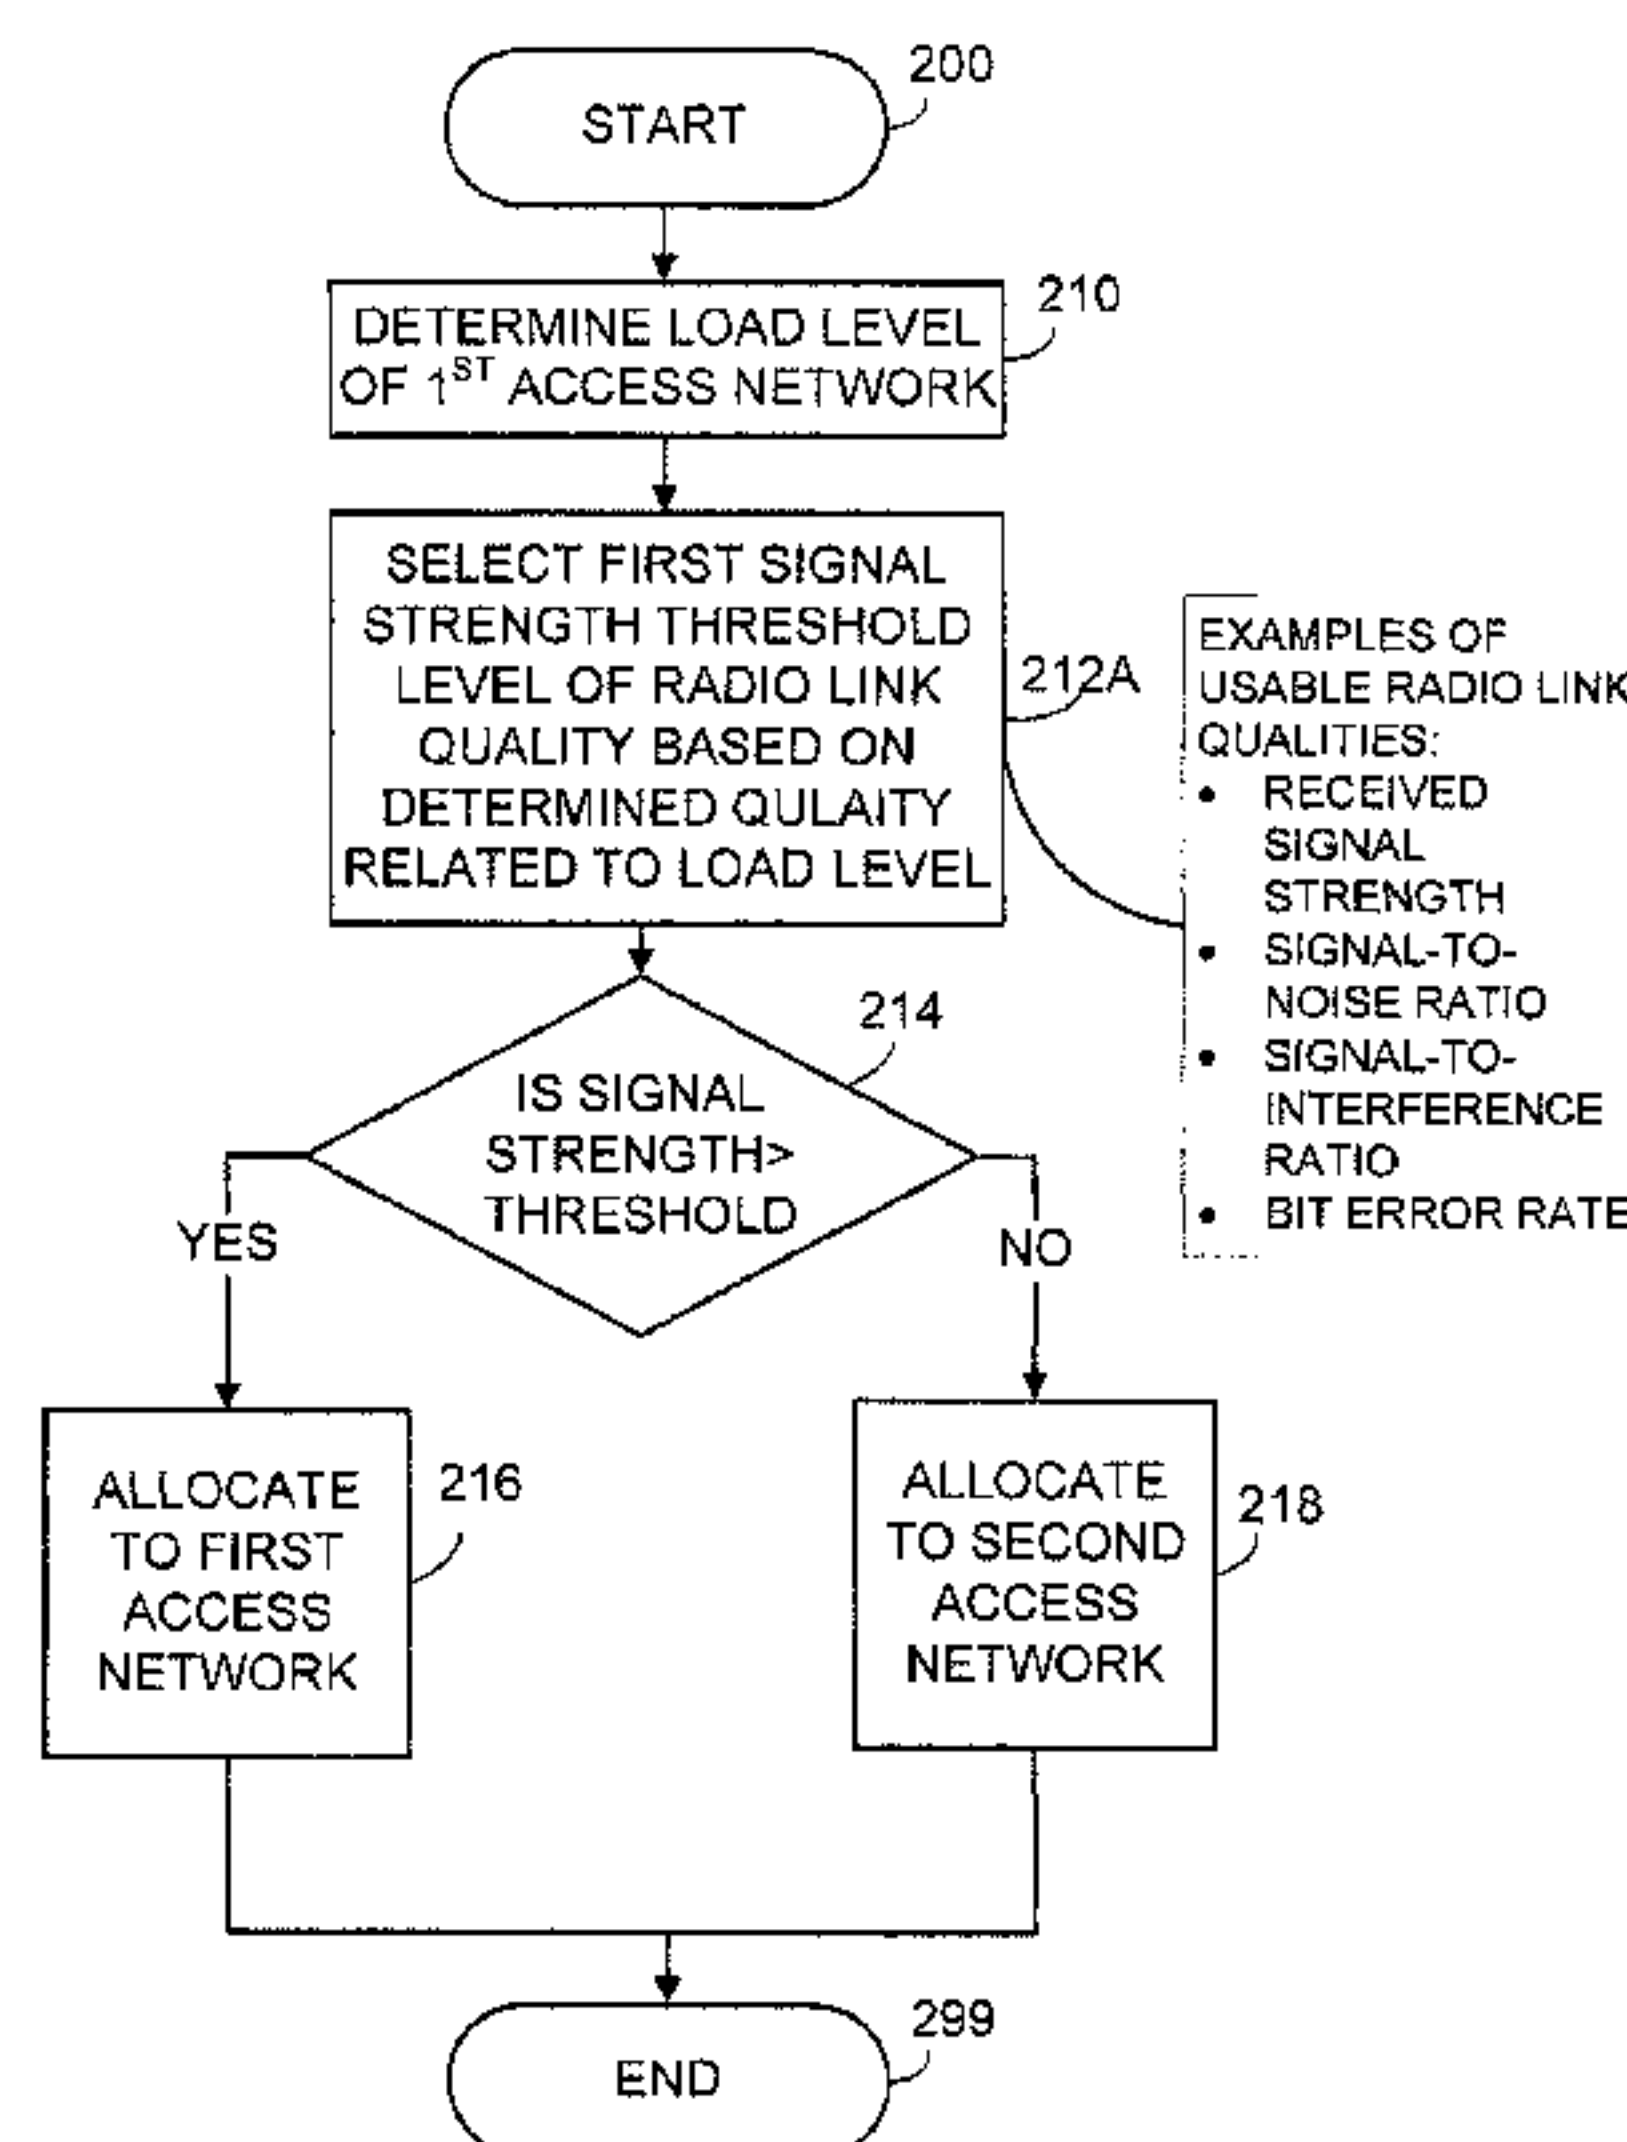 200
START
210
DETERMINE LOAD LEVEL
OF 1ST ACCESS NETWORK
SELECT FIRST SIGNAL
STRENGTH THRESHOLD
LEVEL OF RADIO LINK
QUALITY BASED ON
DETERMINED QULAITY
RELATED TO LOAD LEVEL
212A
EXAMPLES OF
USABLE RADIO LINK
QUALITIES:
• RECEIVED
SIGNAL
STRENGTH
• SIGNAL-TO-
NOISE RATIO
• SIGNAL-TO-
INTERFERENCE
RATIO
• BIT ERROR RATE
214
IS SIGNAL
STRENGTH>
THRESHOLD
YES
NO
ALLOCATE
TO FIRST
ACCESS
NETWORK
216
ALLOCATE
TO SECOND
ACCESS
NETWORK
218
299
END